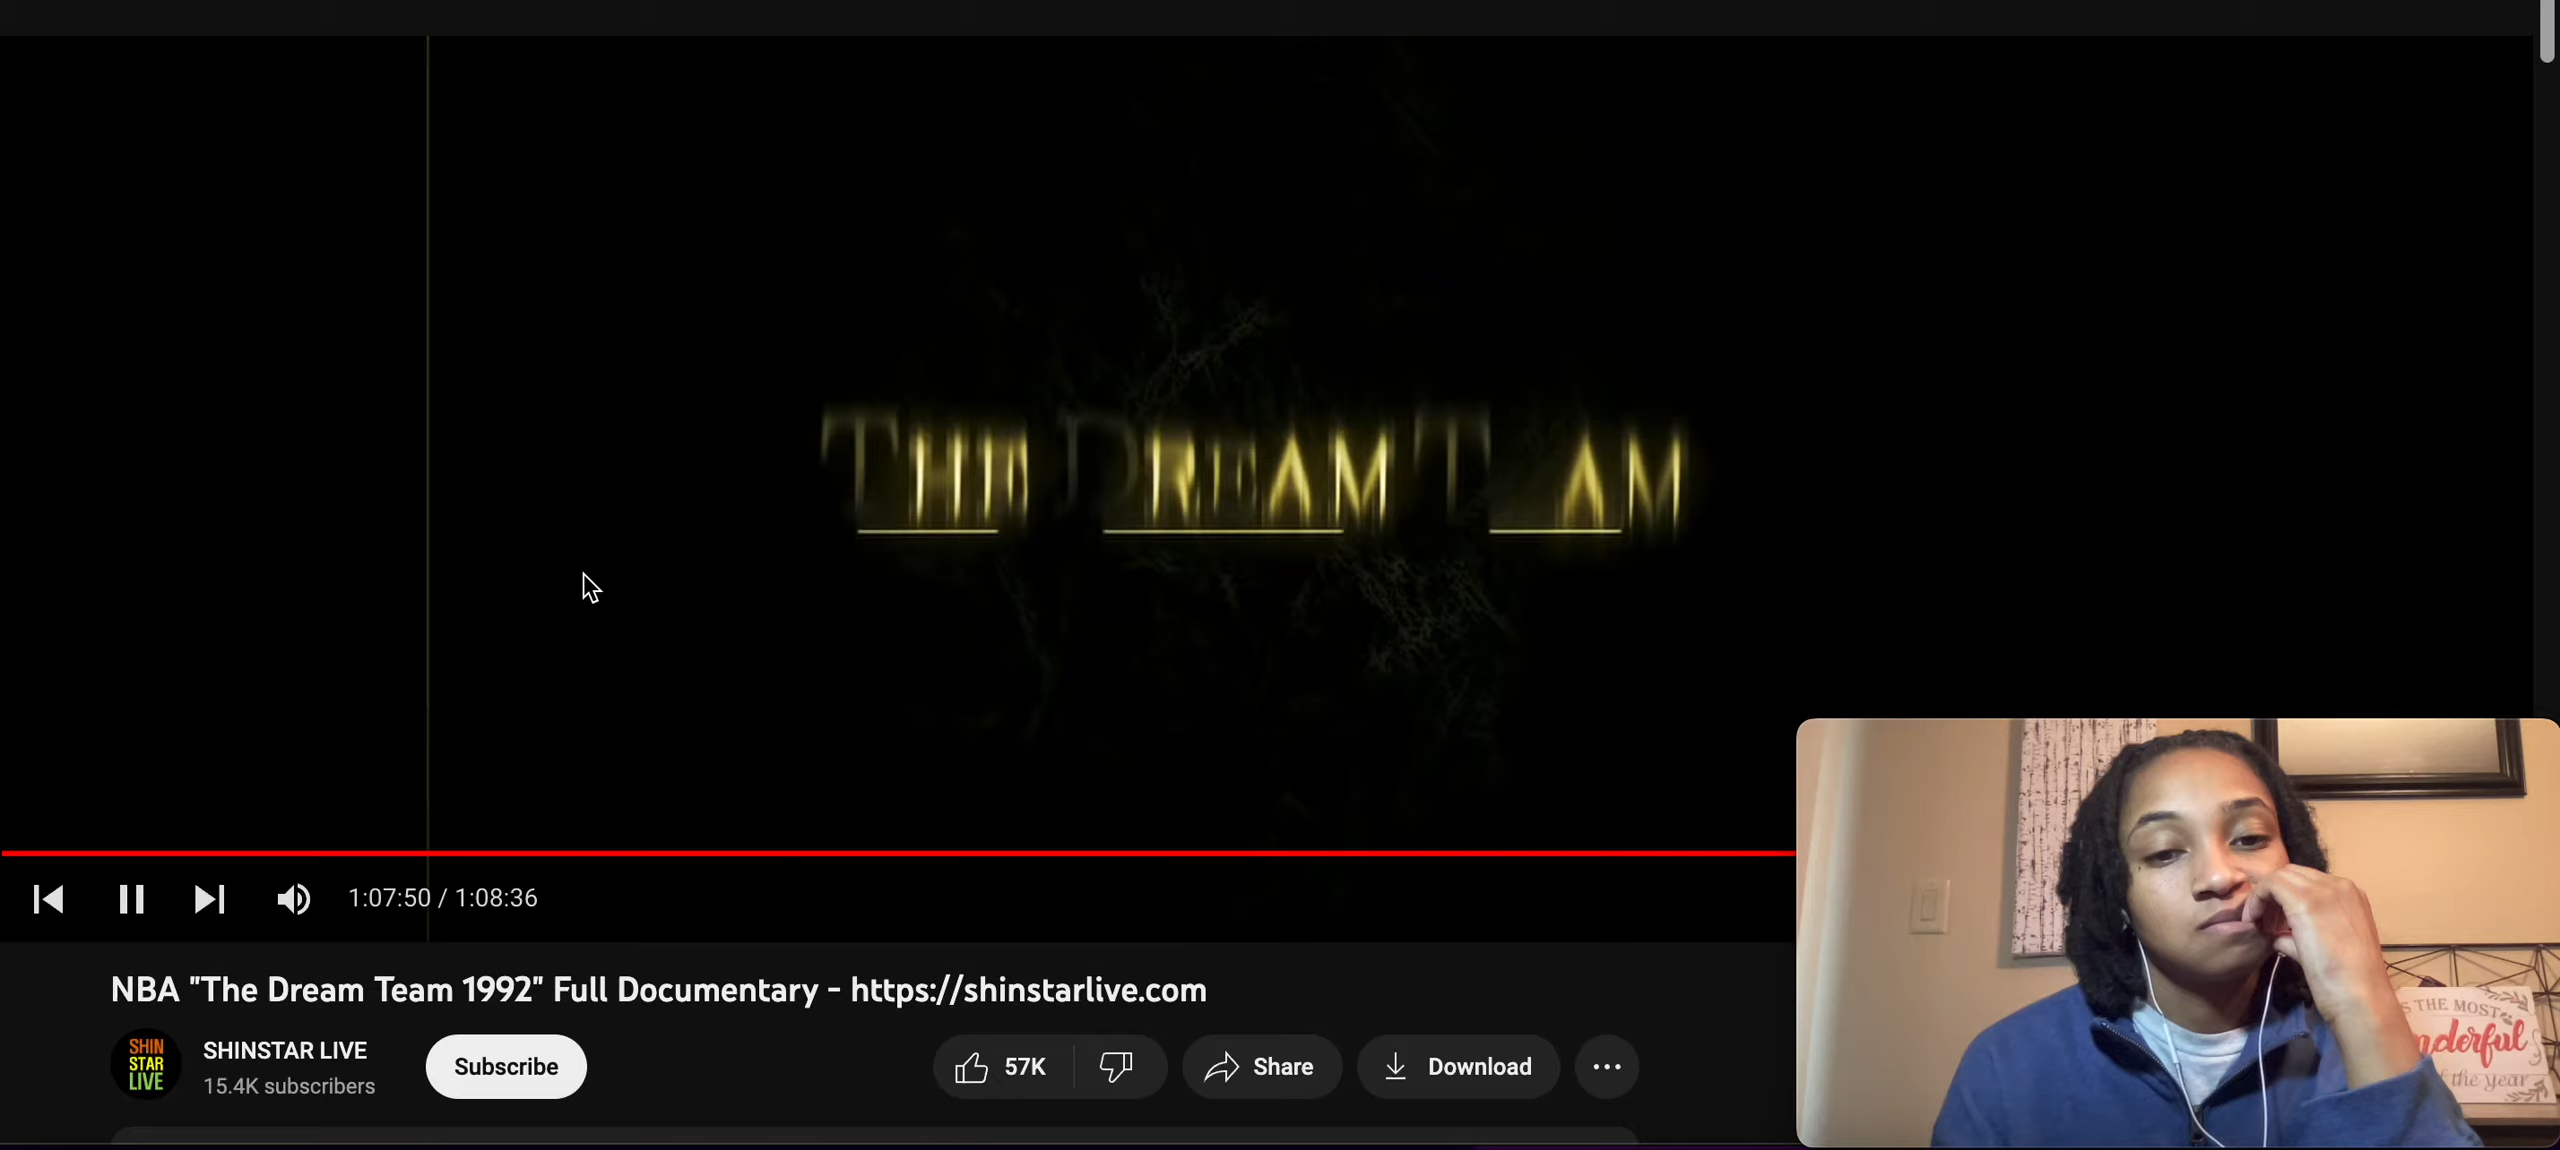 THE DREAM TEAM
1:07:50 / 1:08:36
NBA "The Dream Team 1992" Full Documentary - https://shinstarlive.com
SHIN
STAR
LIVE
SHINSTAR LIVE
15.4K subscribers
Subscribe
57K
Share
Download
THE MOST
the year